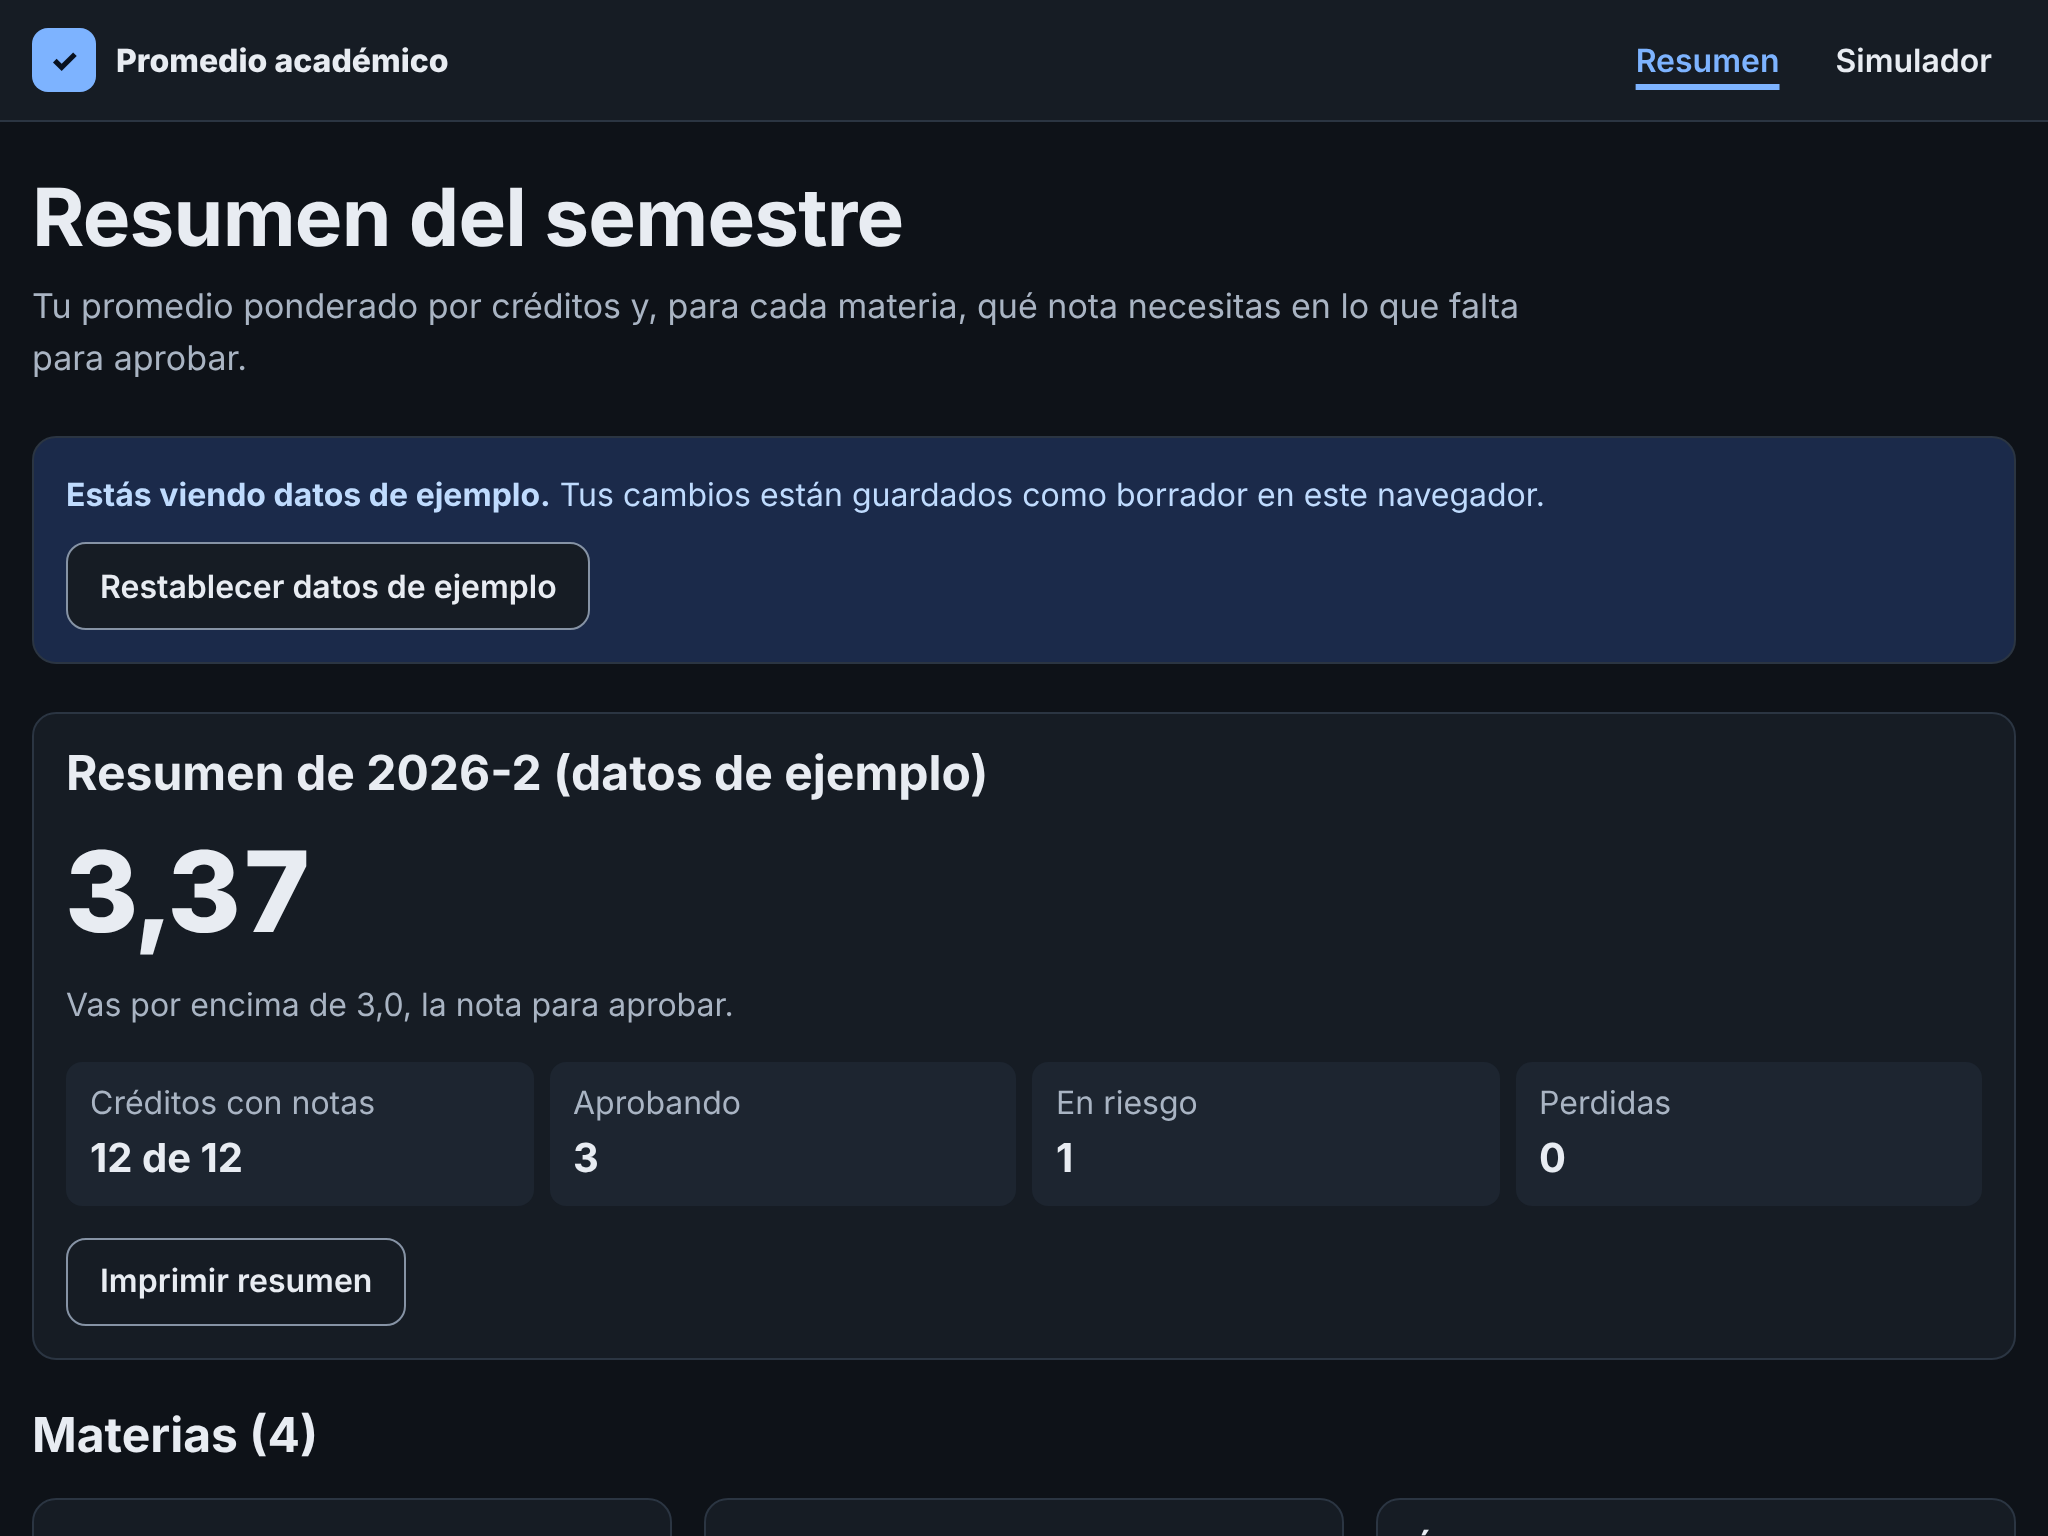 Promedio académico
Resumen
Simulador
Resumen del semestre
Tu promedio ponderado por créditos y, para cada materia, qué nota necesitas en lo que falta
para aprobar.
Estás viendo datos de ejemplo. Tus cambios están guardados como borrador en este navegador.
Restablecer datos de ejemplo
Resumen de 2026-2 (datos de ejemplo)
3,37
Vas por encima de 3,0, la nota para aprobar.
Créditos con notas
12 de 12
Aprobando
3
En riesgo
1
Perdidas
0
Imprimir resumen
Materias (4)